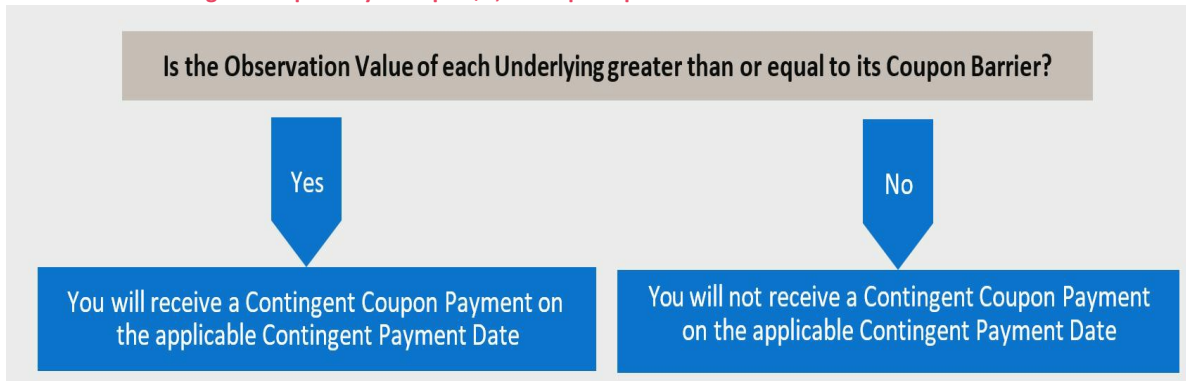 Is the Observation Value of each Underlying greater than or equal to its Coupon Barrier?
Yes
No
You will receive a Contingent Coupon Payment on
the applicable Contingent Payment Date
You will not receive a Contingent Coupon Payment
on the applicable Contingent Payment Date